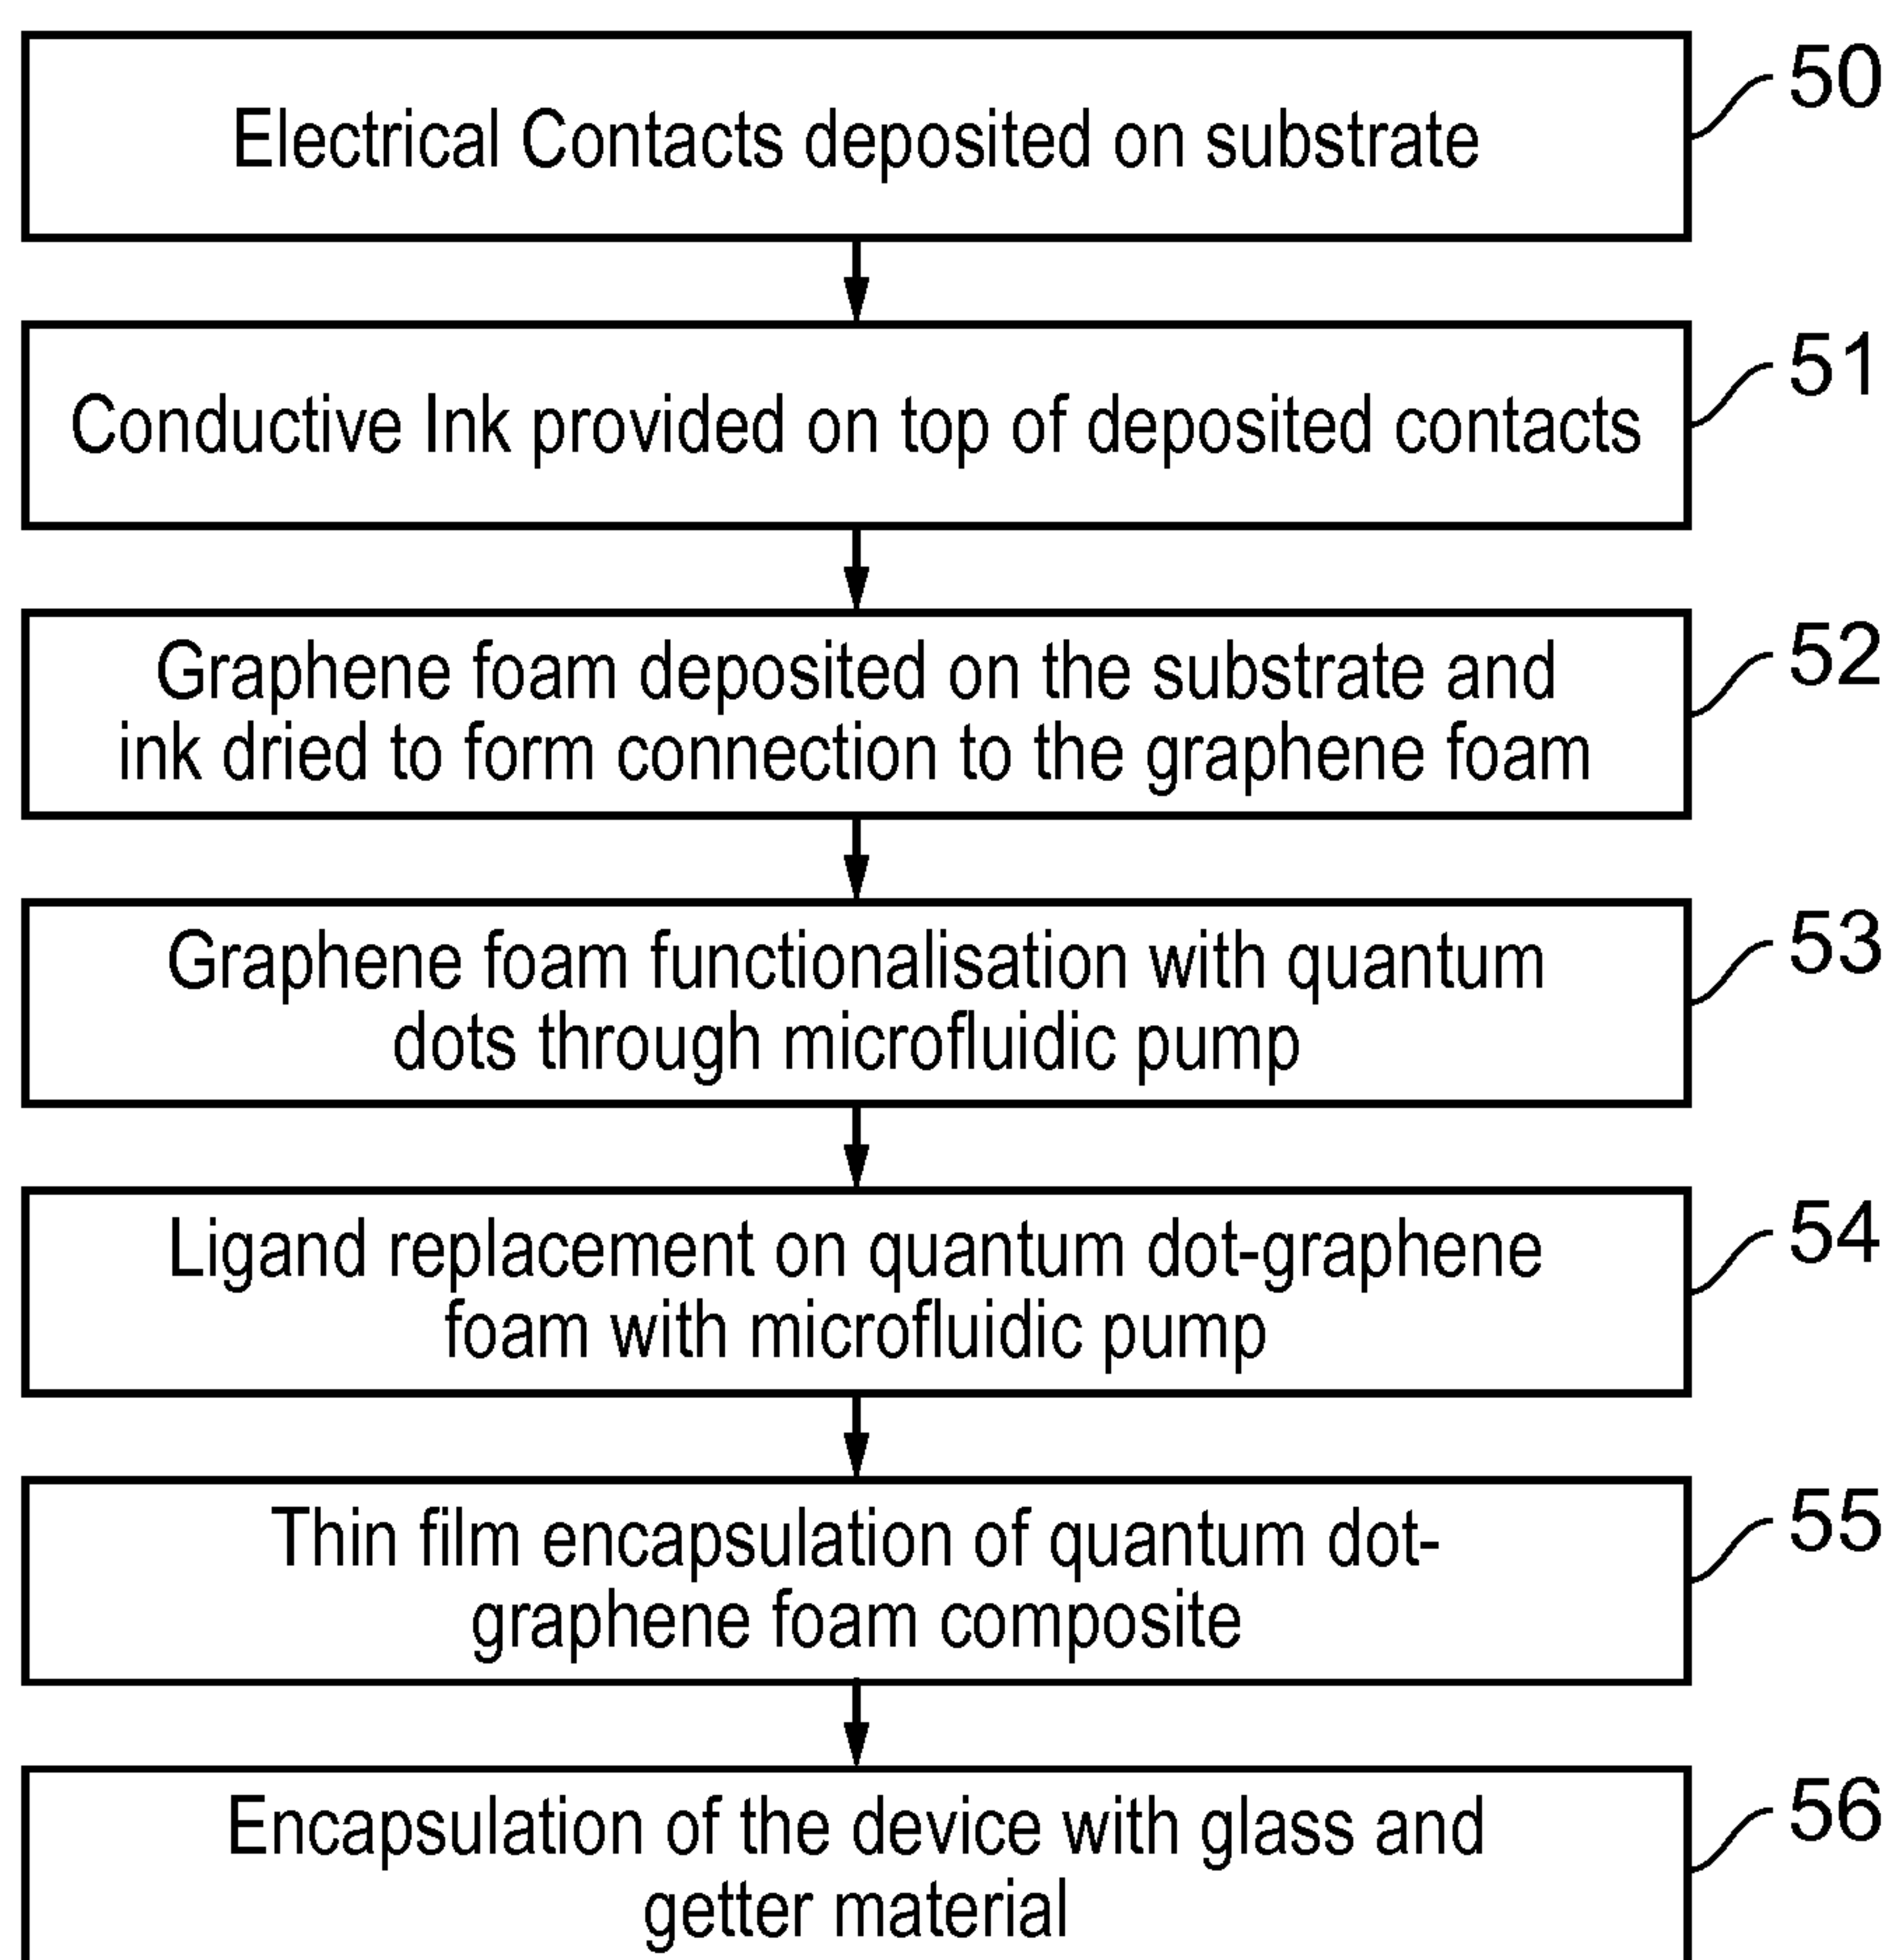 Electrical Contacts deposited on substrate
50
Conductive Ink provided on top of deposited contacts
51
Graphene foam deposited on the substrate and
ink dried to form connection to the graphene foam
52
Graphene foam functionalisation with quantum
dots through microfluidic pump
53
Ligand replacement on quantum dot-graphene
foam with microfluidic pump
54
Thin film encapsulation of quantum dot-
graphene foam composite
55
Encapsulation of the device with glass and
getter material
56